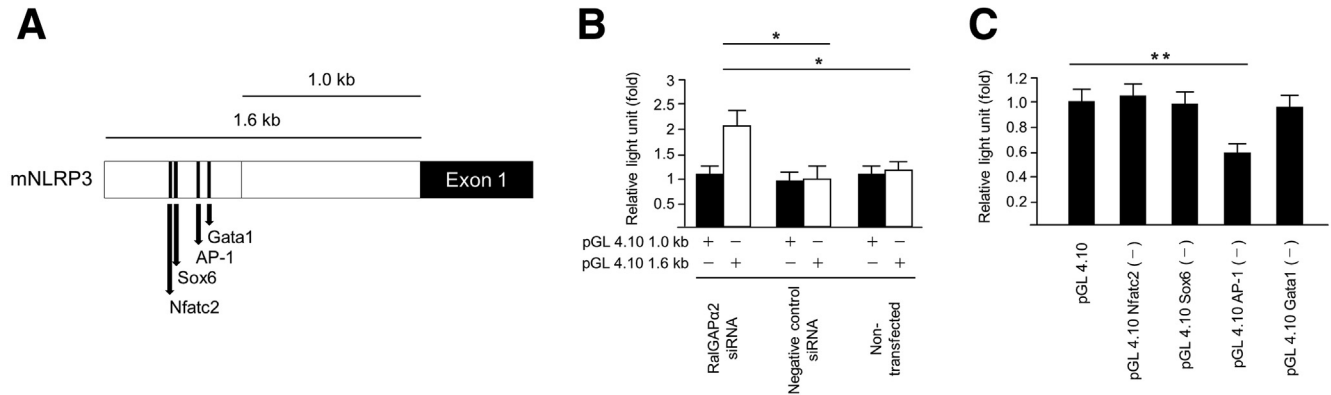 A
1.0 kb
1.6 kb
mNLRP3
Exon 1
Gata1
AP-1
Sox6
Nfatc2
B
*
*
Relative light unit (fold)
3
2.5
2
1.5
1
0.5
pGL 4.10 1.0 kb + − + − + −
pGL 4.10 1.6 kb − + − + − +
RalGAPα2
siRNA
Negative control
siRNA
Non-
transfected
C
**
Relative light unit (fold)
1.2
1.0
0.8
0.6
0.4
0.2
pGL 4.10
pGL 4.10 Nfatc2 (−)
pGL 4.10 Sox6 (−)
pGL 4.10 AP-1 (−)
pGL 4.10 Gata1 (−)